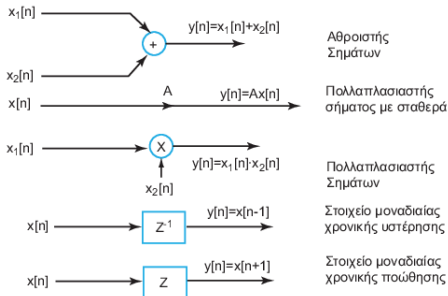 x₁[n]
y[n]=x₁[n]+x₂[n]
+
Αθροιστής
Σημάτων
x₂[n]
x[n]
A
y[n]=Ax[n]
Πολλαπλασιαστής
σήματος με σταθερά
x₁[n]
X
y[n]=x₁[n]·x₂[n]
x₂[n]
Πολλαπλασιαστής
Σημάτων
x[n]
Z⁻¹
y[n]=x[n-1]
Στοιχείο μοναδιαίας
χρονικής υστέρησης
x[n]
Z
y[n]=x[n+1]
Στοιχείο μοναδιαίας
χρονικής ποώθησης